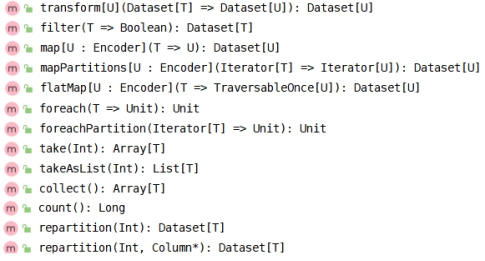 m transform[U](Dataset[T] => Dataset[U]): Dataset[U]
m filter(T => Boolean): Dataset[T]
m map[U : Encoder](T => U): Dataset[U]
m mapPartitions[U : Encoder](Iterator[T] => Iterator[U]): Dataset[U]
m flatMap[U : Encoder](T => TraversableOnce[U]): Dataset[U]
m foreach(T => Unit): Unit
m foreachPartition(Iterator[T] => Unit): Unit
m take(Int): Array[T]
m takeAsList(Int): List[T]
m collect(): Array[T]
m count(): Long
m repartition(Int): Dataset[T]
m repartition(Int, Column*): Dataset[T]